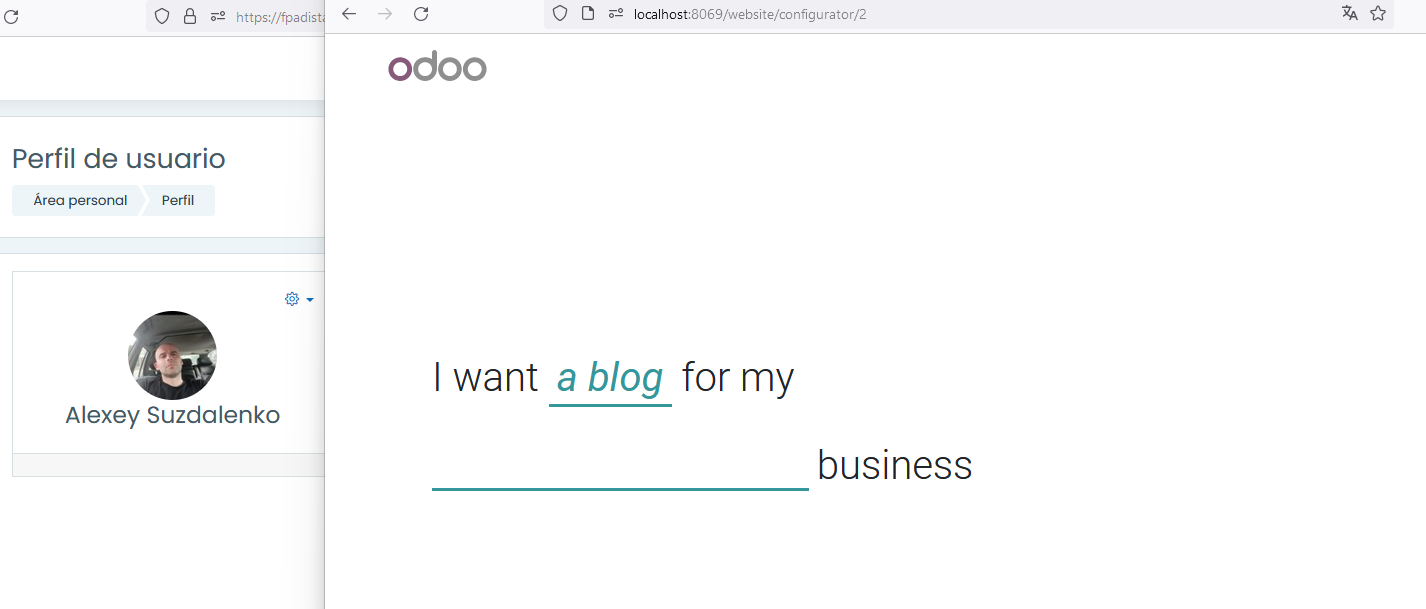 https://fpadista
Perfil de usuario
Área personal
Perfil
Alexey Suzdalenko
localhost:8069/website/configurator/2
odoo
I want a blog for my
business